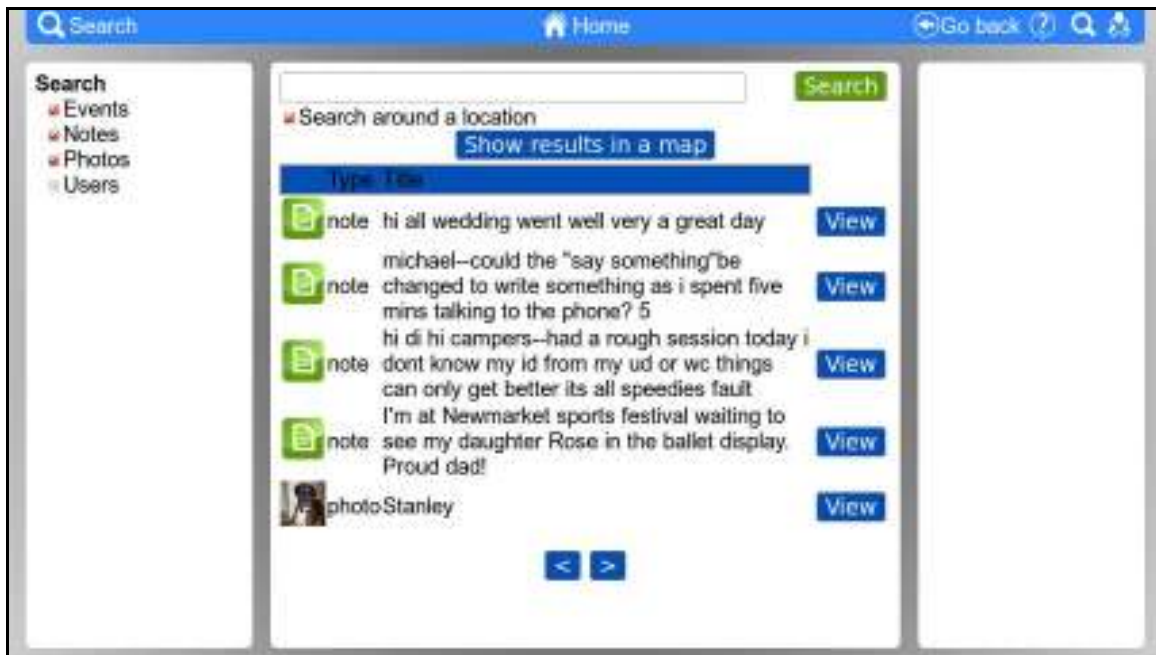 Search
Home
Go back
Search
Events
Notes
Photos
Users
Search
Search around a location
Show results in a map
Type Title
note hi all wedding went well very a great day View
michael--could the "say something"be
note changed to write something as i spent five View
mins talking to the phone? 5
hi di hi campers--had a rough session today i
note dont know my id from my ud or wc things View
can only get better its all speedies fault
I'm at Newmarket sports festival waiting to
note see my daughter Rose in the ballet display. View
Proud dad!
photo Stanley View
< >